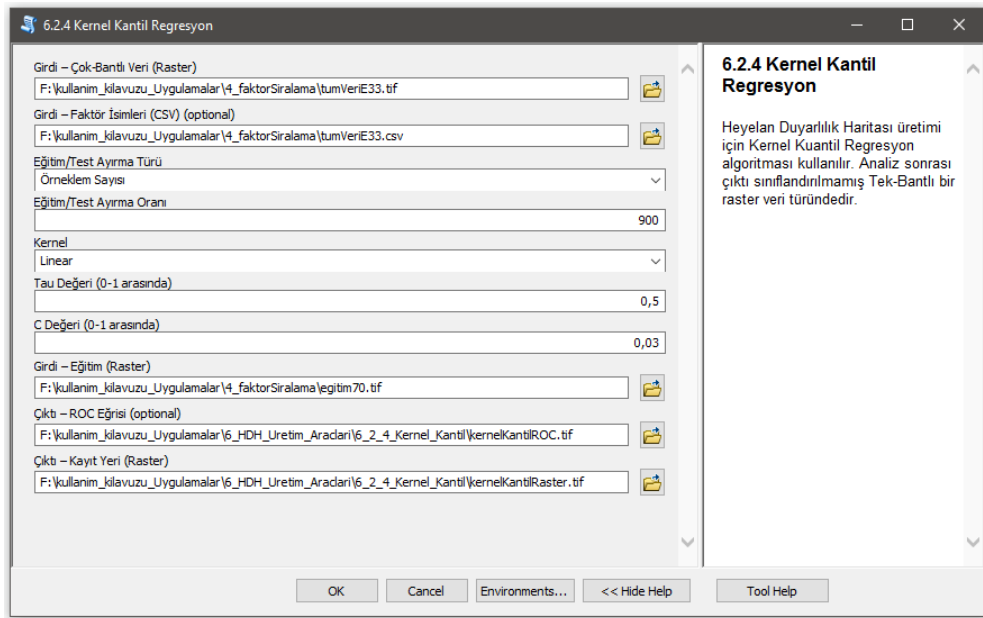 6.2.4 Kernel Kantil Regresyon
Girdi – Çok-Bantlı Veri (Raster)
F:\kullanim_kilavuzu_Uygulamalar\4_faktorSiralama\tumVeriE33.tif
Girdi – Faktör İsimleri (CSV) (optional)
F:\kullanim_kilavuzu_Uygulamalar\4_faktorSiralama\tumVeriE33.csv
Eğitim/Test Ayırma Türü
Örneklem Sayısı
Eğitim/Test Ayırma Oranı
900
Kernel
Linear
Tau Değeri (0-1 arasında)
0,5
C Değeri (0-1 arasında)
0,03
Girdi – Eğitim (Raster)
F:\kullanim_kilavuzu_Uygulamalar\4_faktorSiralama\egitim70.tif
Çıktı – ROC Eğrisi (optional)
F:\kullanim_kilavuzu_Uygulamalar\6_HDH_Uretim_Araclari\6_2_4_Kernel_Kantil\kernelKantilROC.tif
Çıktı – Kayıt Yeri (Raster)
F:\kullanim_kilavuzu_Uygulamalar\6_HDH_Uretim_Araclari\6_2_4_Kernel_Kantil\kernelKantilRaster.tif
6.2.4 Kernel Kantil
Regresyon
Heyelan Duyarlılık Haritası üretimi
için Kernel Kuantil Regresyon
algoritması kullanılır. Analiz sonrası
çıktı sınıflandırılmamış Tek-Bantlı bir
raster veri türündedir.
OK
Cancel
Environments...
<< Hide Help
Tool Help